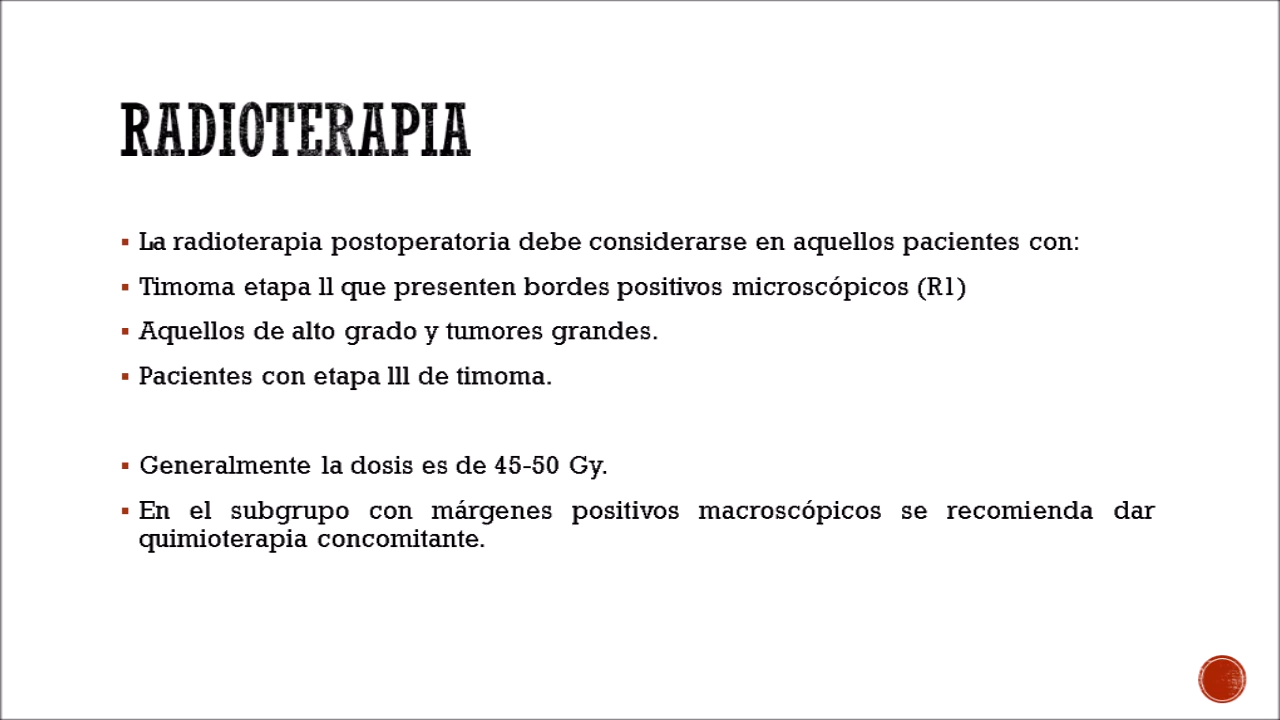 RADIOTERAPIA
▪ La radioterapia postoperatoria debe considerarse en aquellos pacientes con:
▪ Timoma etapa ll que presenten bordes positivos microscópicos (R1)
▪ Aquellos de alto grado y tumores grandes.
▪ Pacientes con etapa lll de timoma.
▪ Generalmente la dosis es de 45-50 Gy.
▪ En el subgrupo con márgenes positivos macroscópicos se recomienda dar
quimioterapia concomitante.